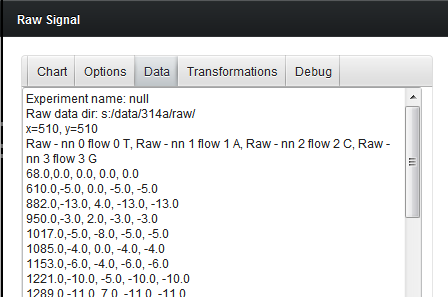 Raw Signal
Chart Options Data Transformations Debug
Experiment name: null
Raw data dir: s:/data/314a/raw/
x=510, y=510
Raw - nn 0 flow 0 T, Raw - nn 1 flow 1 A, Raw - nn 2 flow 2 C, Raw -
nn 3 flow 3 G
68.0,0.0, 0.0, 0.0, 0.0
610.0,-5.0, 0.0, -5.0, -5.0
882.0,-13.0, 4.0, -13.0, -13.0
950.0,-3.0, 2.0, -3.0, -3.0
1017.0,-5.0, -8.0, -5.0, -5.0
1085.0,-4.0, 0.0, -4.0, -4.0
1153.0,-6.0, -4.0, -6.0, -6.0
1221.0,-10.0, -5.0, -10.0, -10.0
1289.0,-11.0, 7.0, -11.0, -11.0